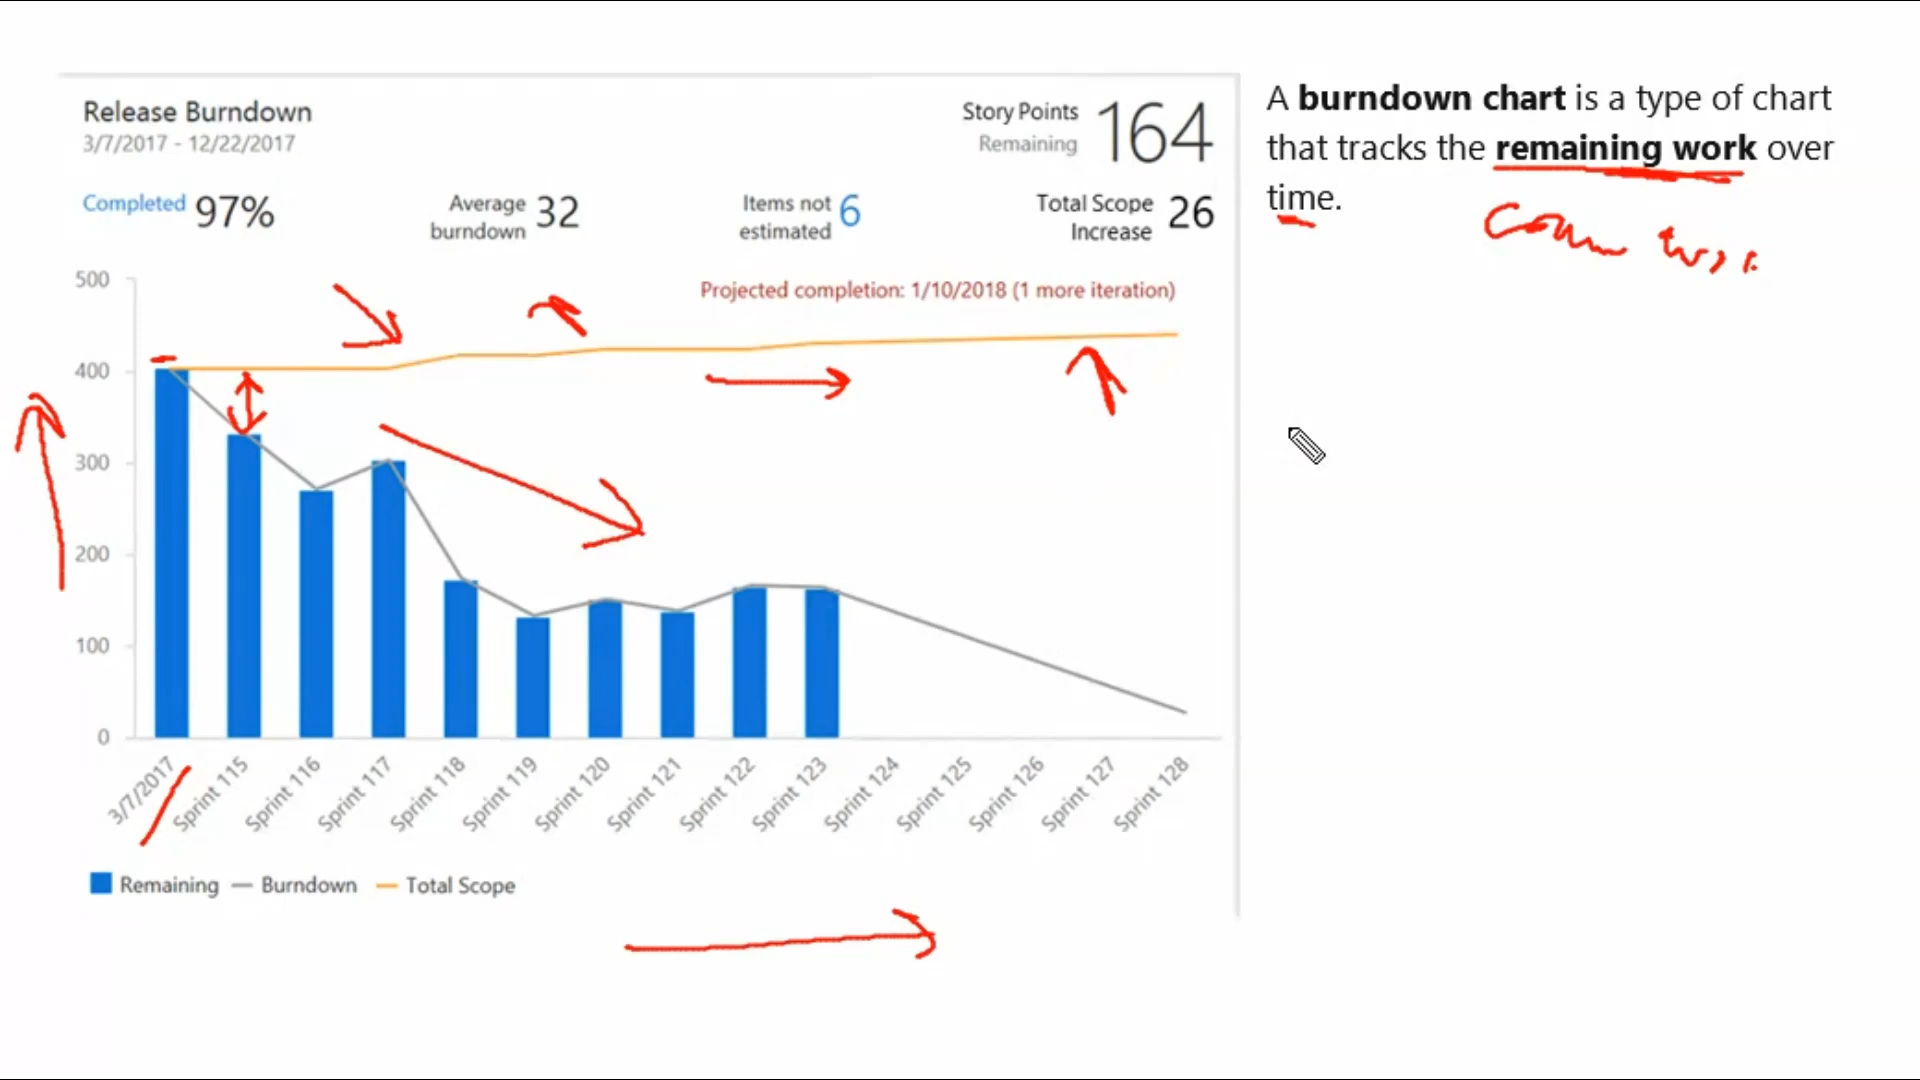 Release Burndown
3/7/2017 - 12/22/2017
Story Points
Remaining
164
Completed 97%
Average
burndown
32
Items not
estimated
6
Total Scope
Increase
26
Projected completion: 1/10/2018 (1 more iteration)
500
400
300
200
100
0
3/7/2017
Sprint 115
Sprint 116
Sprint 117
Sprint 118
Sprint 119
Sprint 120
Sprint 121
Sprint 122
Sprint 123
Sprint 124
Sprint 125
Sprint 126
Sprint 127
Sprint 128
Remaining
Burndown
Total Scope
A burndown chart is a type of chart
that tracks the remaining work over
time.